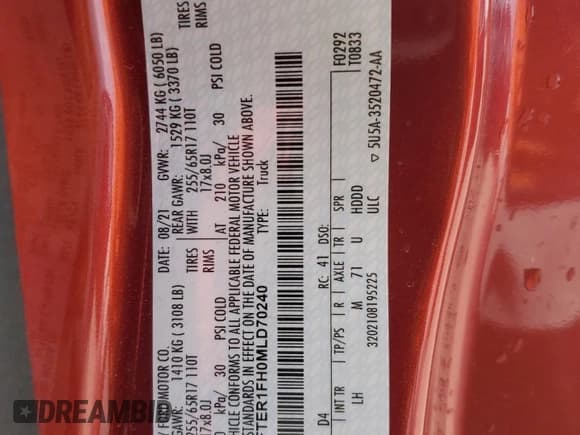 FORD MOTOR CO.
DATE: 08/21 GVWR: 2744 KG ( 6050 LB)
GAWR: 1410 KG ( 3108 LB) REAR GAWR: 1529 KG ( 3370 LB)
255/65R17 110T TIRES WITH 255/65R17 110T TIRES
17x8.0J RIMS 17x8.0J RIMS
kPa/ 30 PSI COLD AT 210 kPa/ 30 PSI COLD
VEHICLE CONFORMS TO ALL APPLICABLE FEDERAL MOTOR VEHICLE
STANDARDS IN EFFECT ON THE DATE OF MANUFACTURE SHOWN ABOVE.
FTER1FH0MLD70240 TYPE: Truck
F0292
T0833
D4 RC: 41 DSO:
INT TR TP/PS R AXLE TR SPR
LH M 71 U HDDD
3202108195225 ULC
5U5A-3520472-AA
DREAMBID